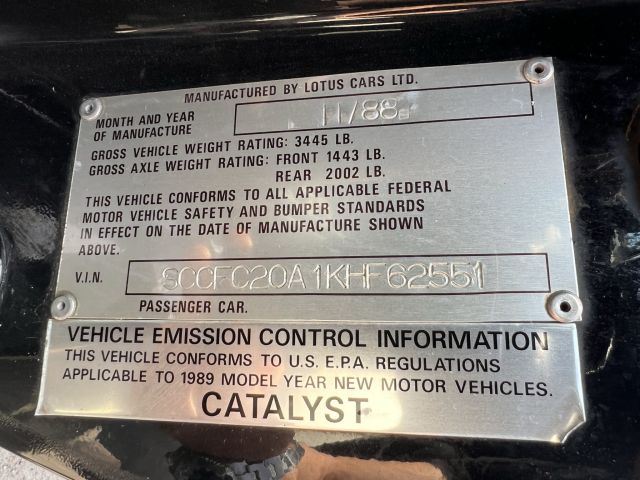 MANUFACTURED BY LOTUS CARS LTD.
MONTH AND YEAR
OF MANUFACTURE 11/88
GROSS VEHICLE WEIGHT RATING: 3445 LB.
GROSS AXLE WEIGHT RATING: FRONT 1443 LB.
REAR 2002 LB.
THIS VEHICLE CONFORMS TO ALL APPLICABLE FEDERAL
MOTOR VEHICLE SAFETY AND BUMPER STANDARDS
IN EFFECT ON THE DATE OF MANUFACTURE SHOWN
ABOVE.
V.I.N. SCCFC20A1KHF62551
PASSENGER CAR.
VEHICLE EMISSION CONTROL INFORMATION
THIS VEHICLE CONFORMS TO U.S. E.P.A. REGULATIONS
APPLICABLE TO 1989 MODEL YEAR NEW MOTOR VEHICLES.
CATALYST